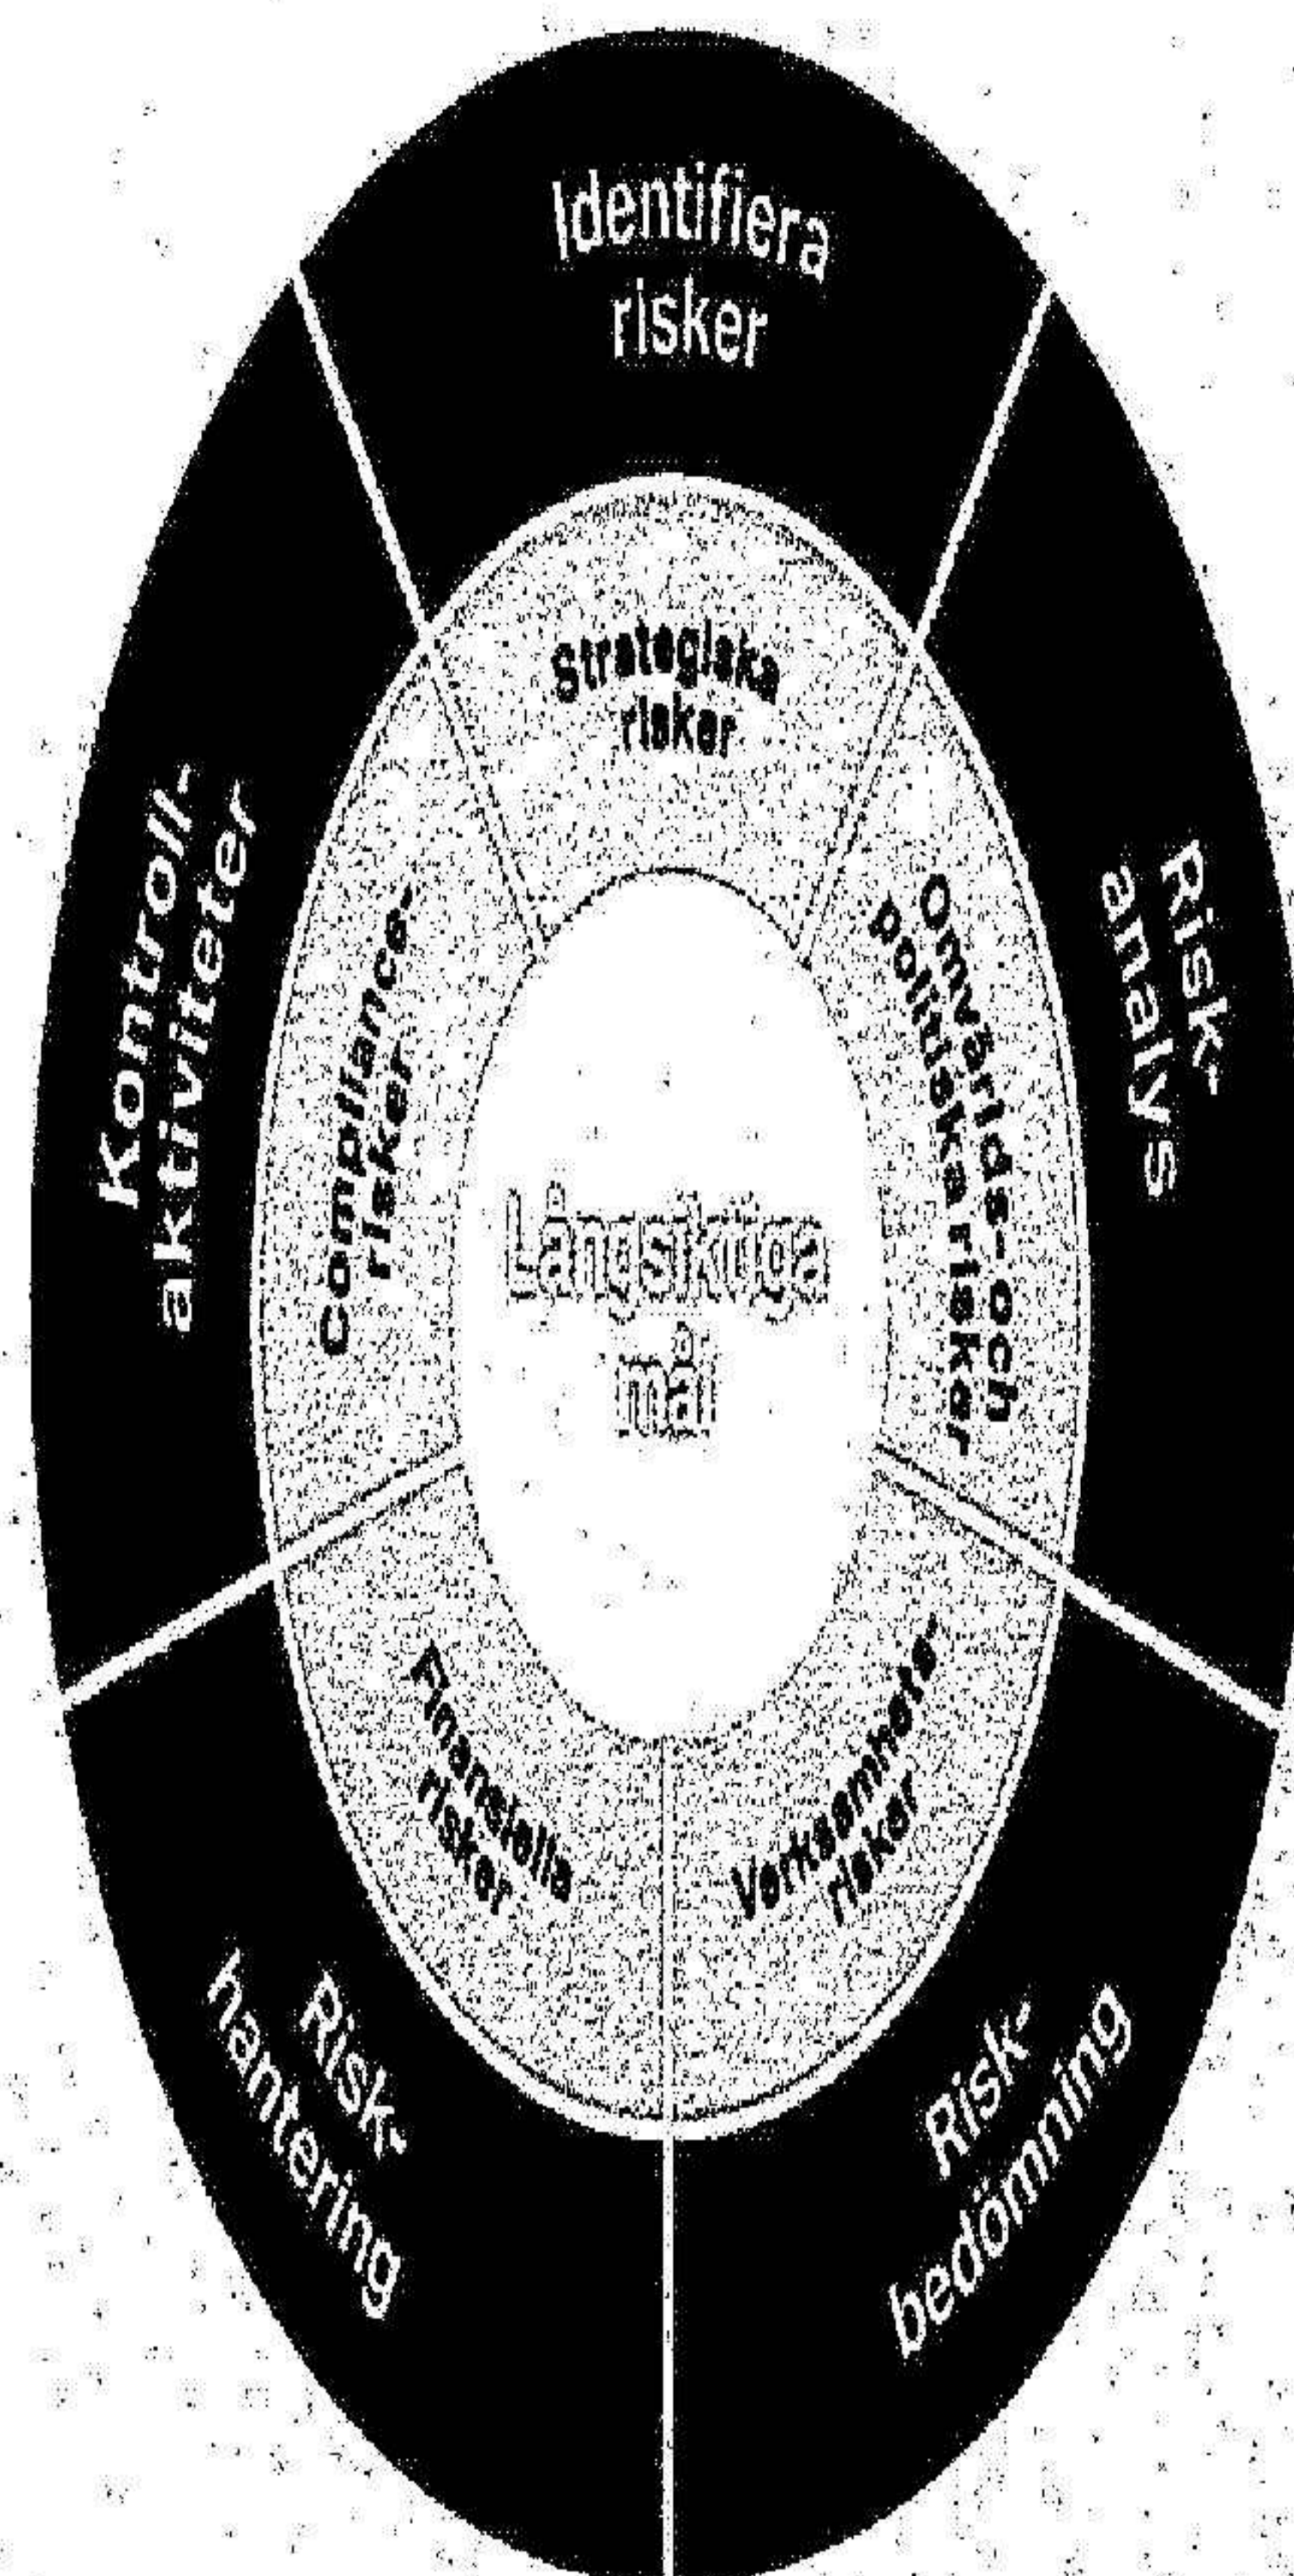 Identifiera
risker
Risk-
analys
Risk-
bedömning
Risk-
hantering
Kontroll-
aktiviteter
Strategiska
risker
Omvärlds- och
politiska risker
Verksamhets-
risker
Finansiella
risker
compliance-
risker
Långsiktiga
mål